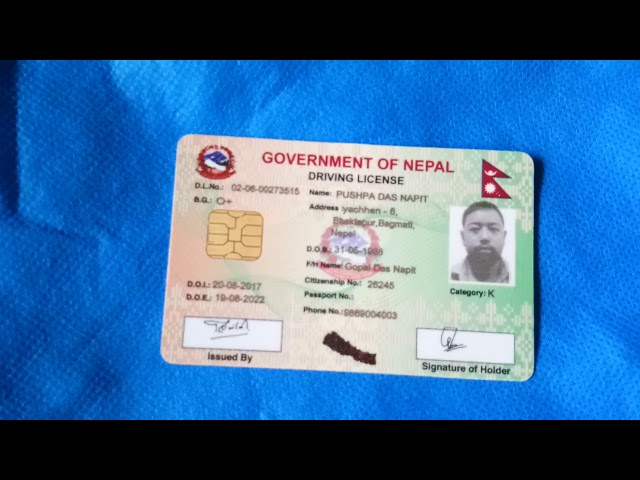 GOVERNMENT OF NEPAL
DRIVING LICENSE
D.L.No.: 02-06-00273515
B.G.: O+
Name: PUSHPA DAS NAPIT
Address: yachhen - 6,
Bhaktapur,Bagmati,
Nepal
D.O.B.: 31-05-1988
F/H Name: Gopal Das Napit
Citizenship No.: 26245
Passport No.:
Phone No.: 9869004003
D.O.I.: 20-08-2017
D.O.E.: 19-08-2022
Category: K
Issued By
Signature of Holder